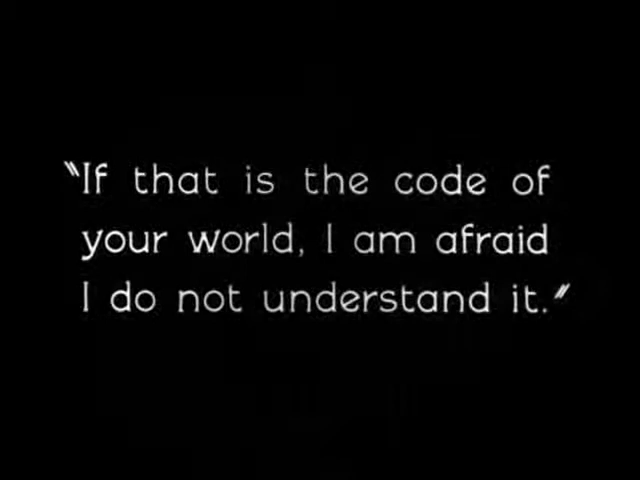 "If that is the code of
your world, I am afraid
I do not understand it."